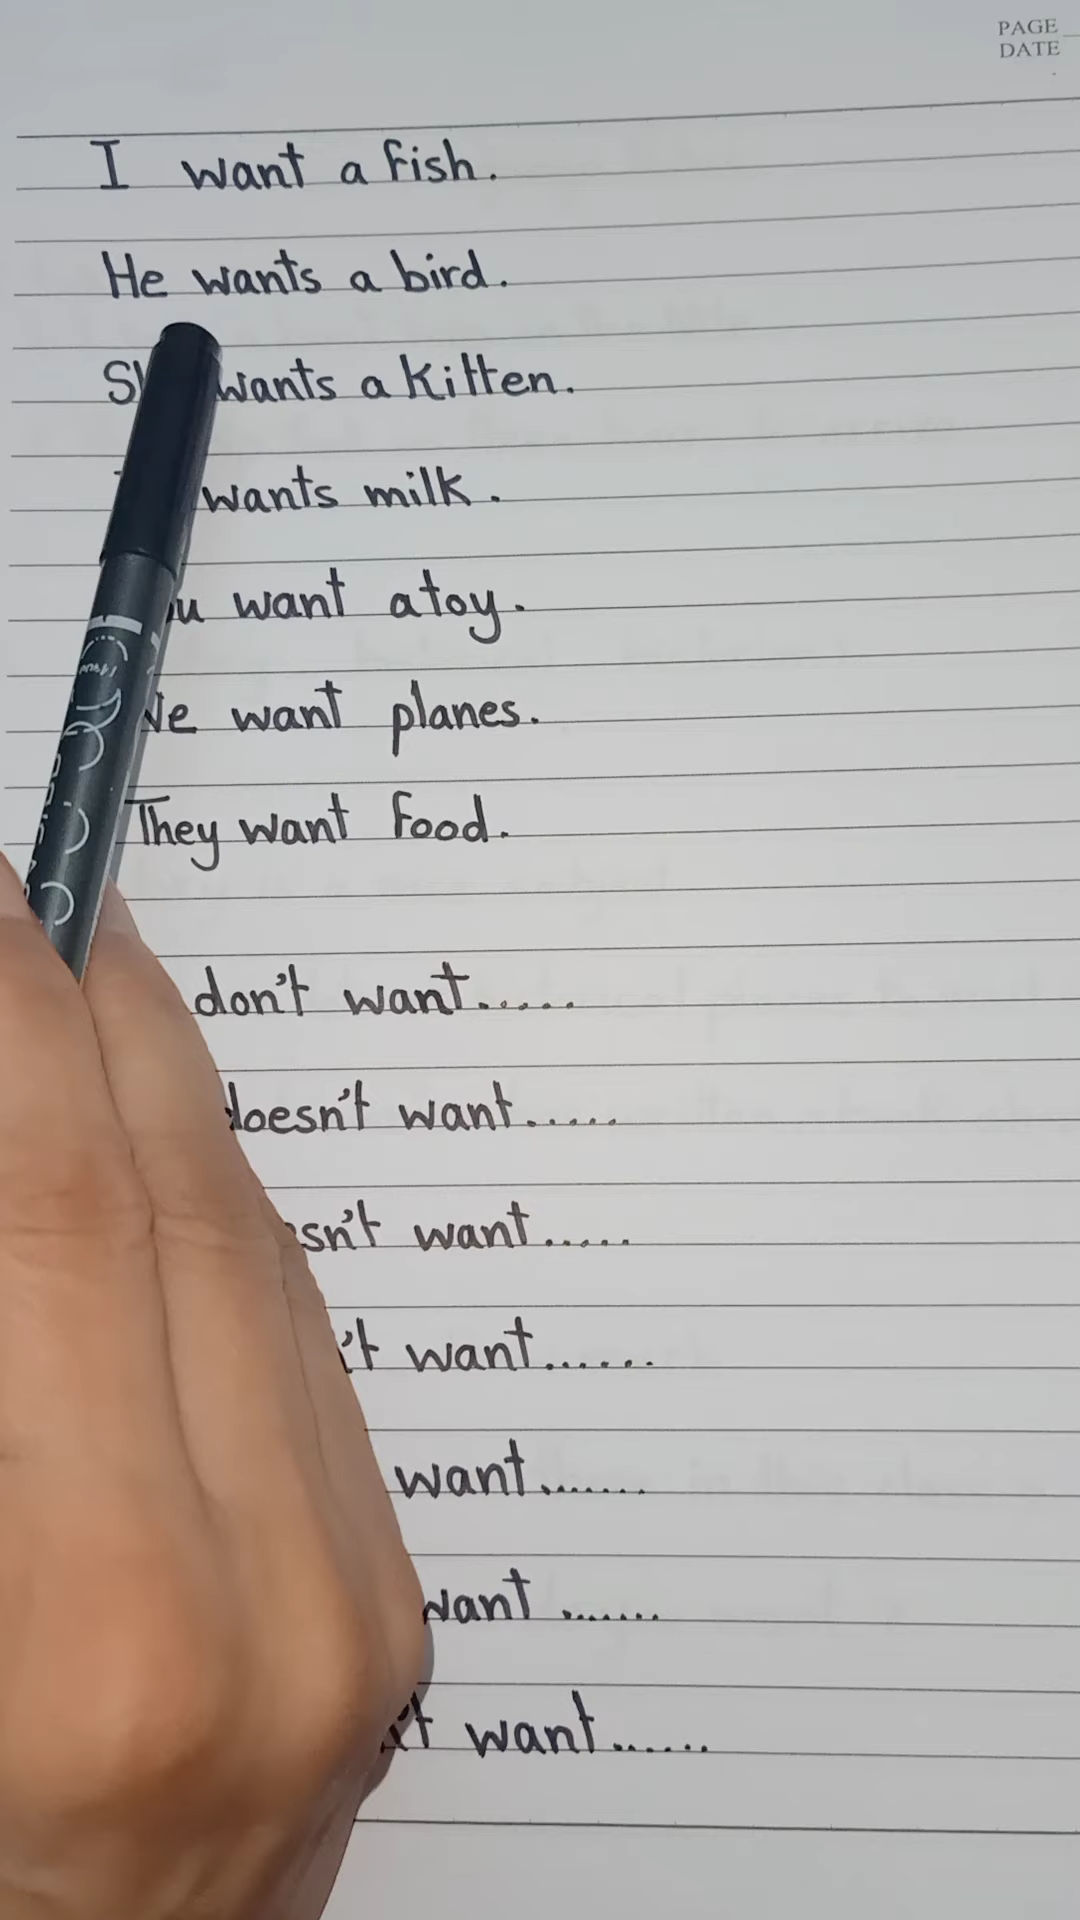 PAGE
DATE
I want a fish.
He wants a bird.
wants a kitten.
wants milk.
want a toy.
want planes.
They want food.
don't want.....
doesn't want.....
want.....
want......
want.......
want.......
want......